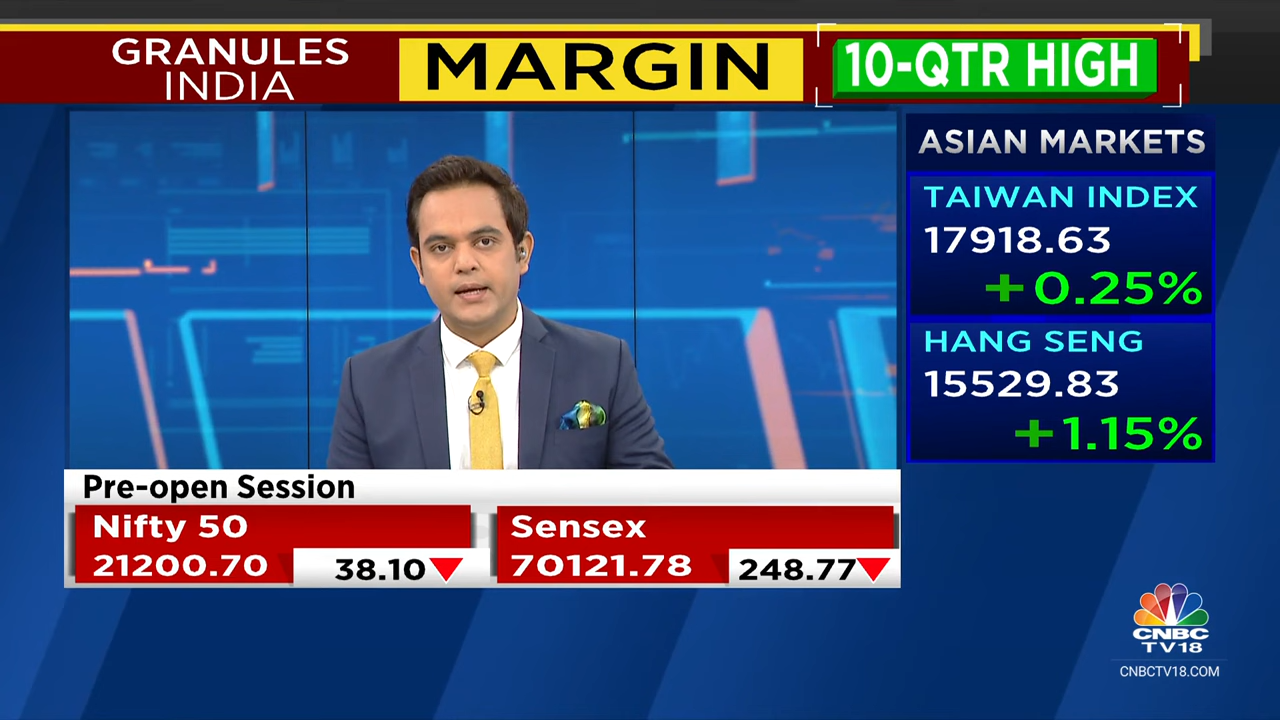 GRANULES
INDIA
MARGIN
10-QTR HIGH
ASIAN MARKETS
TAIWAN INDEX
17918.63
+0.25%
HANG SENG
15529.83
+1.15%
Pre-open Session
Nifty 50
21200.70
38.10
Sensex
70121.78
248.77
CNBC
TV18
CNBCTV18.COM